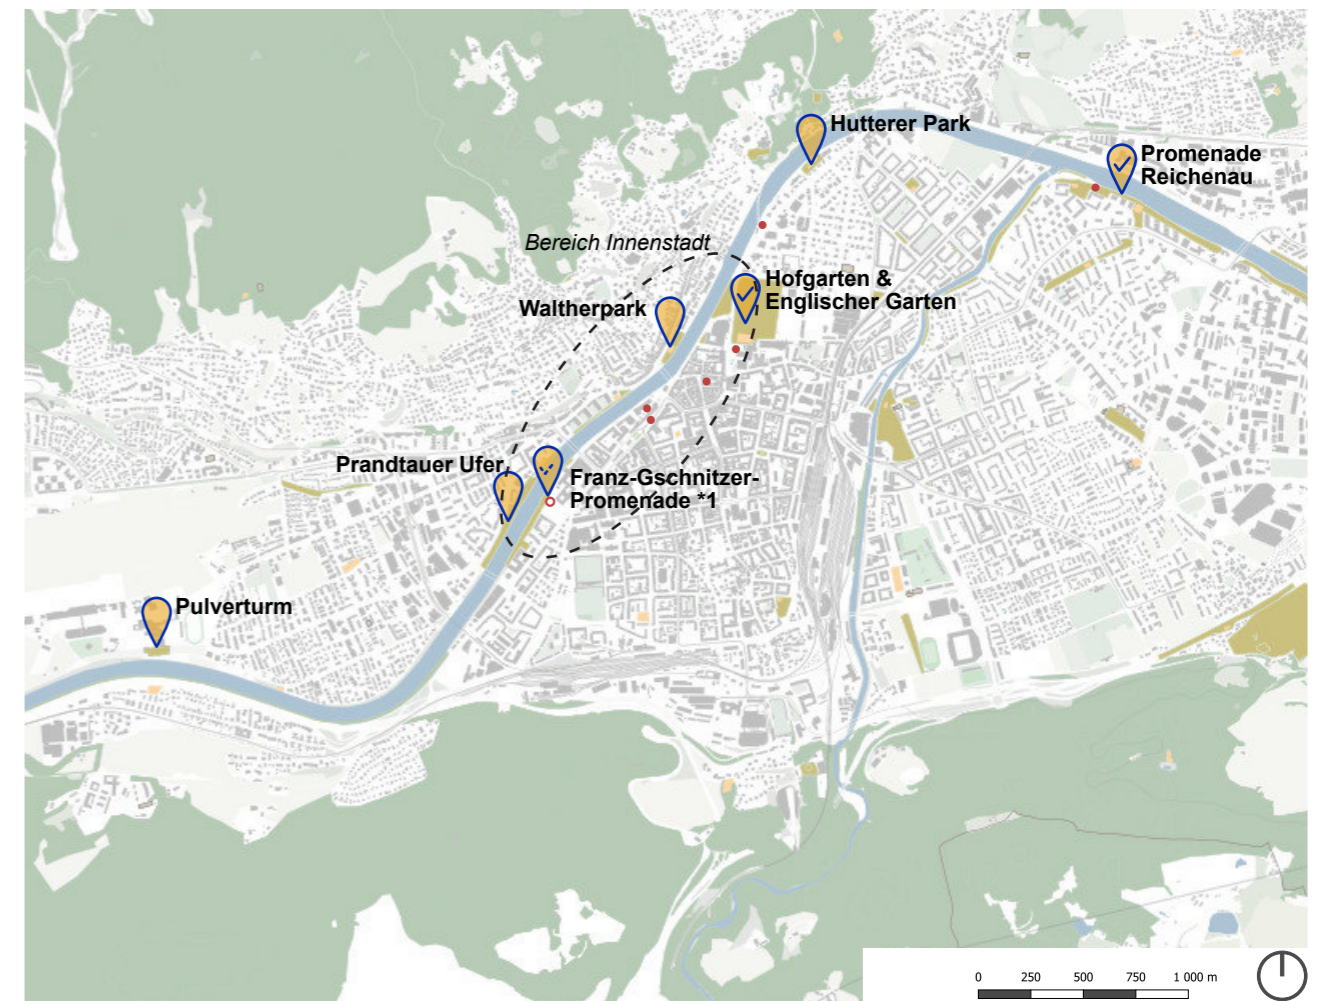 Hutterer Park
Promenade
Reichenau
Bereich Innenstadt
Hofgarten &
Englischer Garten
Waltherpark
Prandtauer Ufer
Franz-Gschnitzer-
Promenade *1
Pulverturm
0 250 500 750 1 000 m